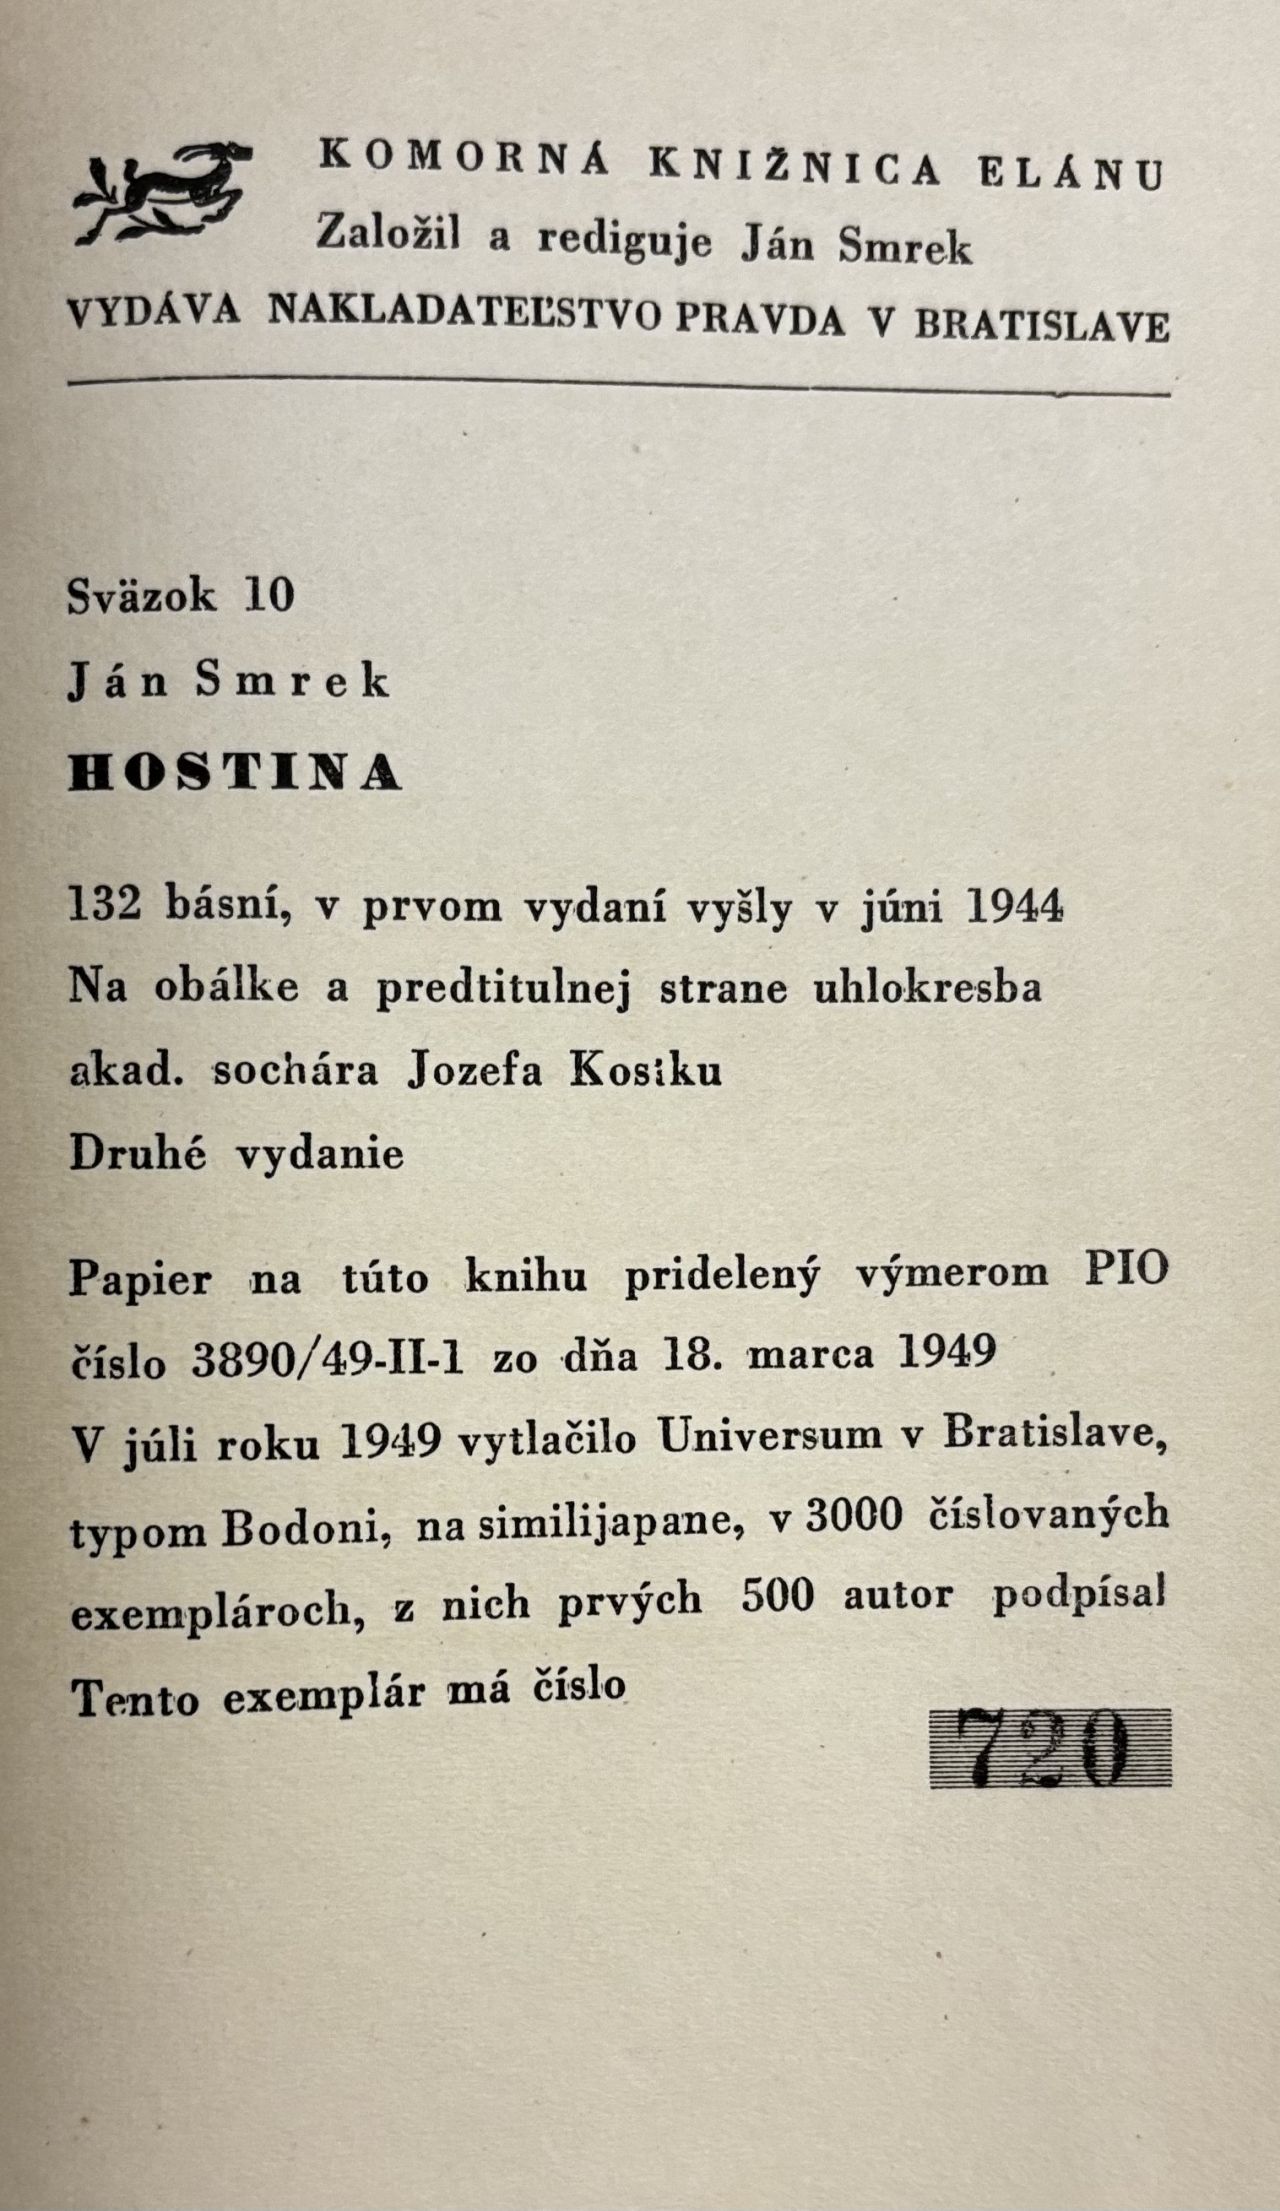 KOMORNÁ KNIŽNICA ELÁNU
Založil a rediguje Ján Smrek
VYDÁVA NAKLADATEĽSTVO PRAVDA V BRATISLAVE
Sväzok 10
Ján Smrek
HOSTINA
132 básní, v prvom vydaní vyšly v júni 1944
Na obálke a predtitulnej strane uhlokresba
akad. sochára Jozefa Kosiku
Druhé vydanie
Papier na túto knihu pridelený výmerom PIO
číslo 3890/49-II-1 zo dňa 18. marca 1949
V júli roku 1949 vytlačilo Universum v Bratislave,
typom Bodoni, na similijapane, v 3000 číslovaných
exemplároch, z nich prvých 500 autor podpísal
Tento exemplár má číslo
720